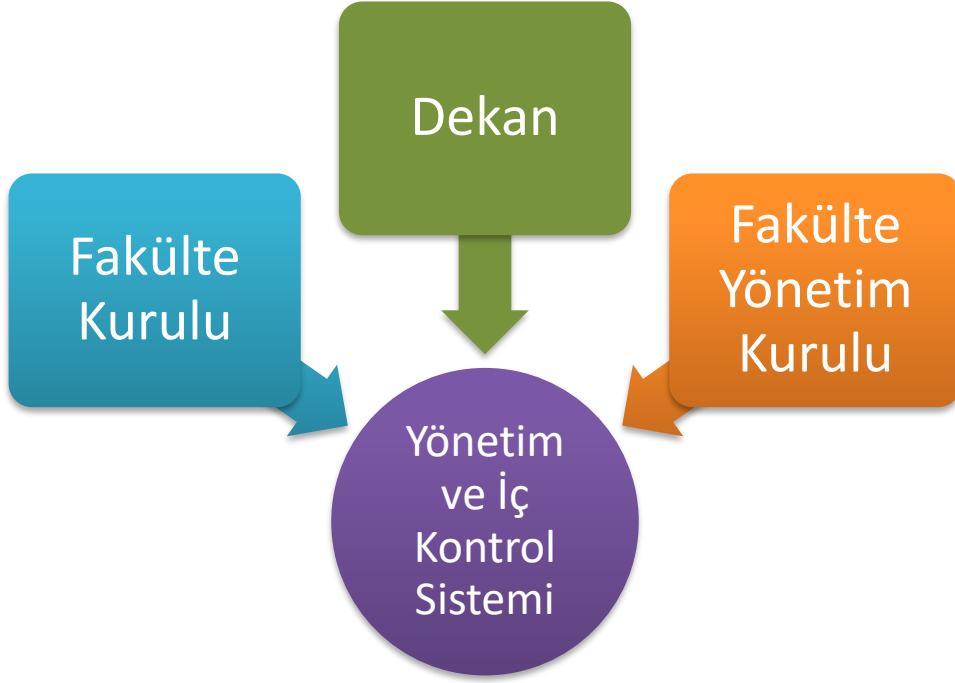 Dekan
Fakülte
Kurulu
Fakülte
Yönetim
Kurulu
Yönetim
ve İç
Kontrol
Sistemi